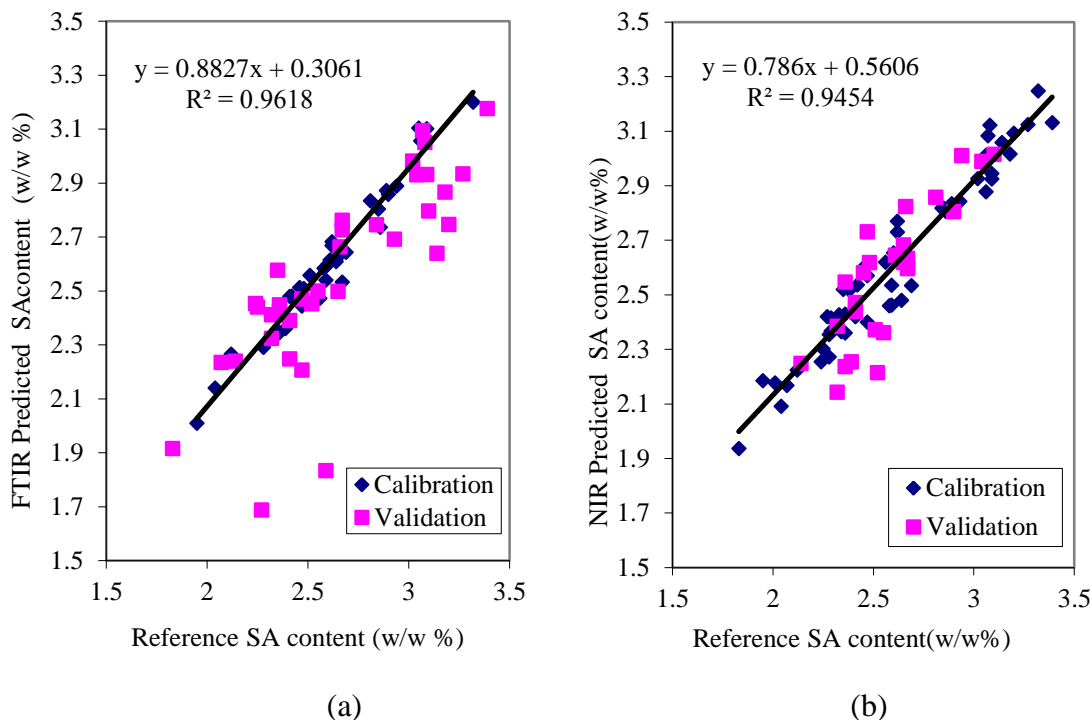 FTIR Predicted SAcontent (w/w %)
3.5
3.3
3.1
2.9
2.7
2.5
2.3
2.1
1.9
1.7
1.5
y = 0.8827x + 0.3061
R² = 0.9618
Calibration
Validation
1.5 2 2.5 3 3.5
Reference SA content (w/w %)
(a)
NIR Predicted SA content(w/w%)
3.5
3.3
3.1
2.9
2.7
2.5
2.3
2.1
1.9
1.7
1.5
y = 0.786x + 0.5606
R² = 0.9454
Calibration
Validation
1.5 2 2.5 3 3.5
Reference SA content(w/w%)
(b)